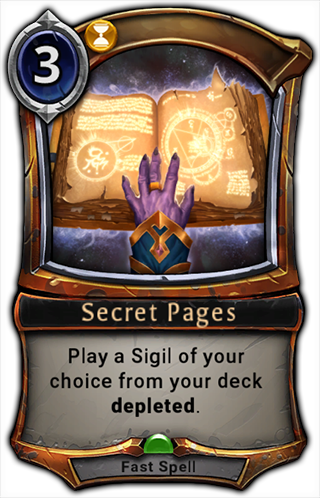 3
Secret Pages
Play a Sigil of your
choice from your deck
depleted.
Fast Spell